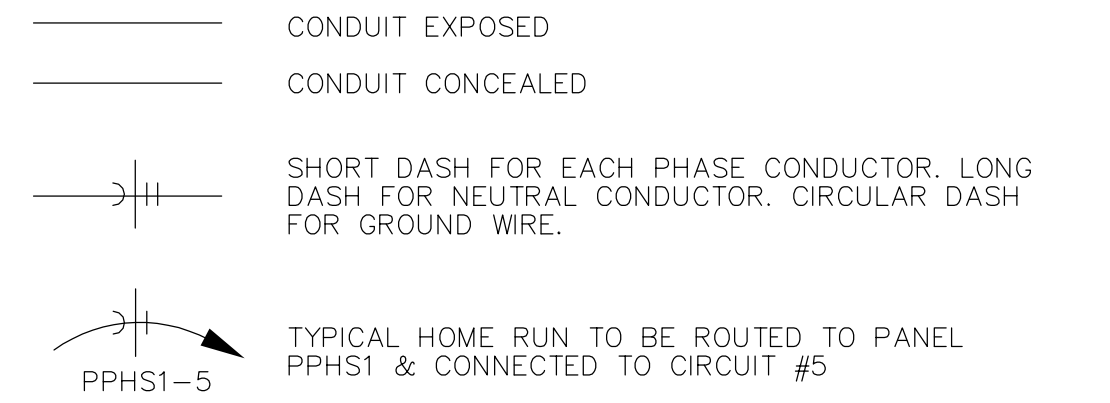 CONDUIT EXPOSED
CONDUIT CONCEALED
SHORT DASH FOR EACH PHASE CONDUCTOR. LONG
DASH FOR NEUTRAL CONDUCTOR. CIRCULAR DASH
FOR GROUND WIRE.
TYPICAL HOME RUN TO BE ROUTED TO PANEL
PPHS1 & CONNECTED TO CIRCUIT #5
PPHS1-5